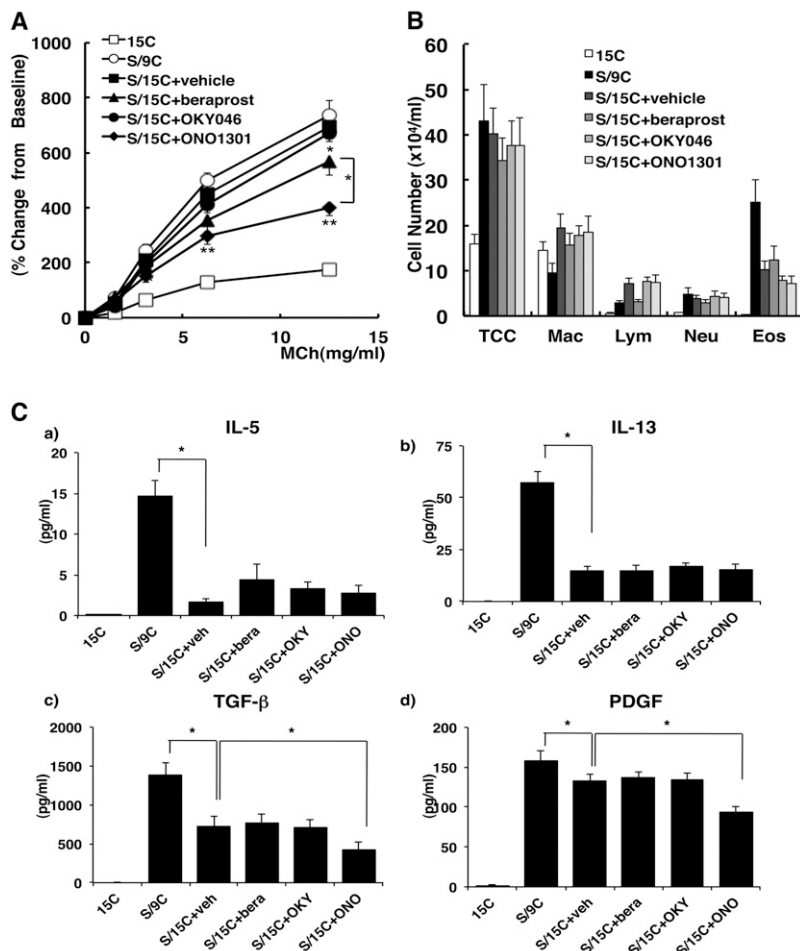 A
1000
800
600
400
200
0
(% Change from Baseline)
15C
S/9C
S/15C+vehicle
S/15C+beraprost
S/15C+OKY046
S/15C+ONO1301
*
*
**
**
0
5
10
15
MCh(mg/ml)
B
60
50
40
30
20
10
0
Cell Number (x10⁴/ml)
15C
S/9C
S/15C+vehicle
S/15C+beraprost
S/15C+OKY046
S/15C+ONO1301
TCC Mac Lym Neu Eos
C
a)
IL-5
20
15
10
5
0
(pg/ml)
*
15C
S/9C
S/15C+veh
S/15C+bera
S/15C+OKY
S/15C+ONO
b)
IL-13
75
50
25
0
(pg/ml)
*
15C
S/9C
S/15C+veh
S/15C+bera
S/15C+OKY
S/15C+ONO
c)
TGF-β
2000
1500
1000
500
0
(pg/ml)
*
*
15C
S/9C
S/15C+veh
S/15C+bera
S/15C+OKY
S/15C+ONO
d)
PDGF
200
150
100
50
0
(pg/ml)
*
*
15C
S/9C
S/15C+veh
S/15C+bera
S/15C+OKY
S/15C+ONO